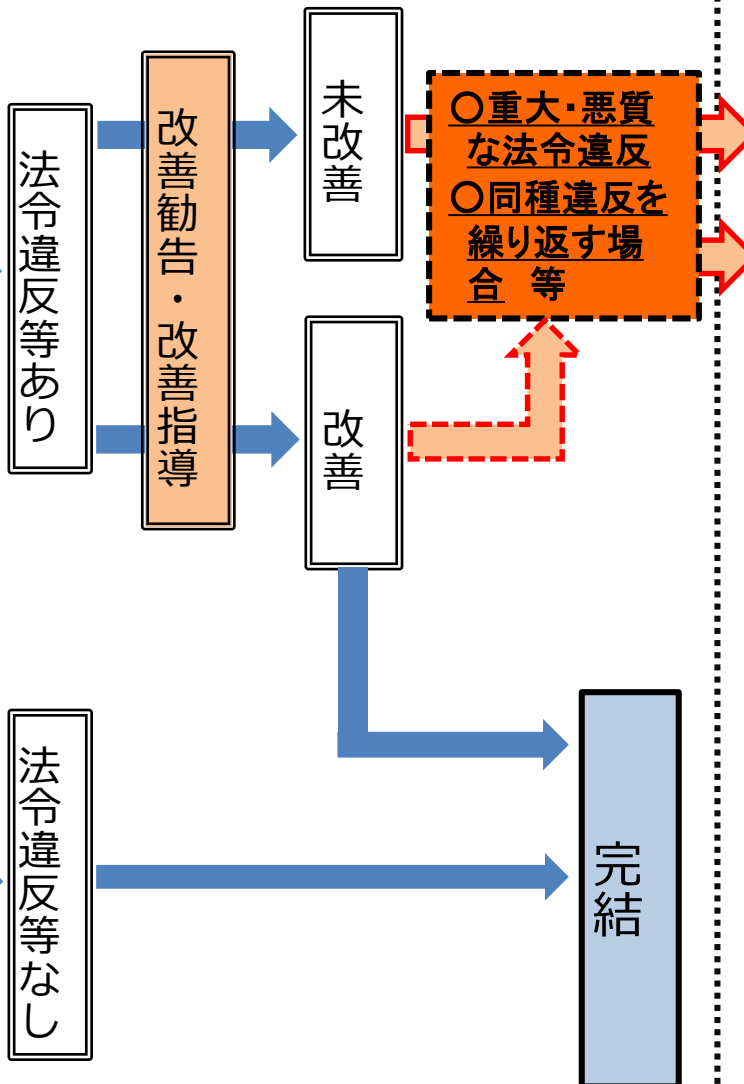 法令違反等あり
改善勧告・改善指導
未改善
〇重大・悪質
な法令違反
〇同種違反を
繰り返す場
合　等
改善
法令違反等なし
完結